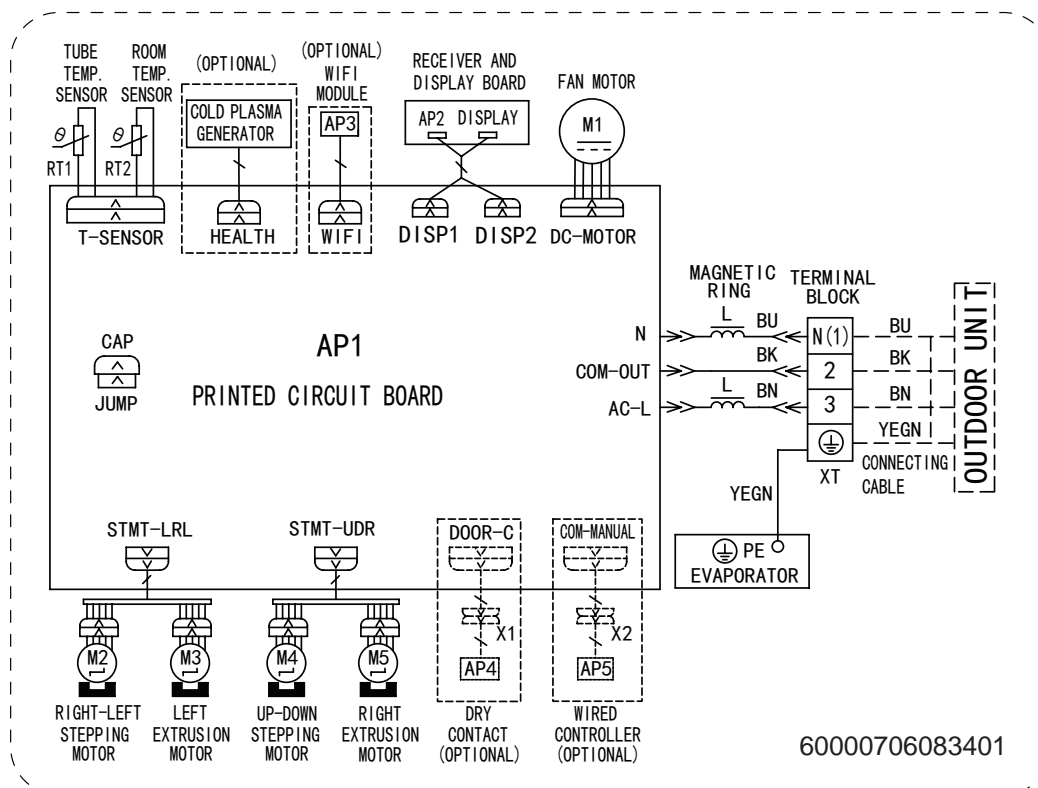 TUBE
TEMP.
SENSOR
ROOM
TEMP.
SENSOR
(OPTIONAL)
(OPTIONAL)
WIFI
MODULE
RECEIVER AND
DISPLAY BOARD
FAN MOTOR
COLD PLASMA
GENERATOR
AP3
AP2 DISPLAY
M1
θ
RT1
θ
RT2
T-SENSOR
HEALTH
WIFI
DISP1
DISP2
DC-MOTOR
MAGNETIC
RING
TERMINAL
BLOCK
N
L
BU
N(1)
BU
COM-OUT
BK
2
BK
AC-L
L
BN
3
BN
YEGN
XT
CONNECTING
CABLE
OUTDOOR UNIT
CAP
JUMP
AP1
PRINTED CIRCUIT BOARD
YEGN
PE
EVAPORATOR
STMT-LRL
STMT-UDR
DOOR-C
COM-MANUAL
X1
X2
M2
M3
M4
M5
AP4
AP5
RIGHT-LEFT
STEPPING
MOTOR
LEFT
EXTRUSION
MOTOR
UP-DOWN
STEPPING
MOTOR
RIGHT
EXTRUSION
MOTOR
DRY
CONTACT
(OPTIONAL)
WIRED
CONTROLLER
(OPTIONAL)
60000706083401